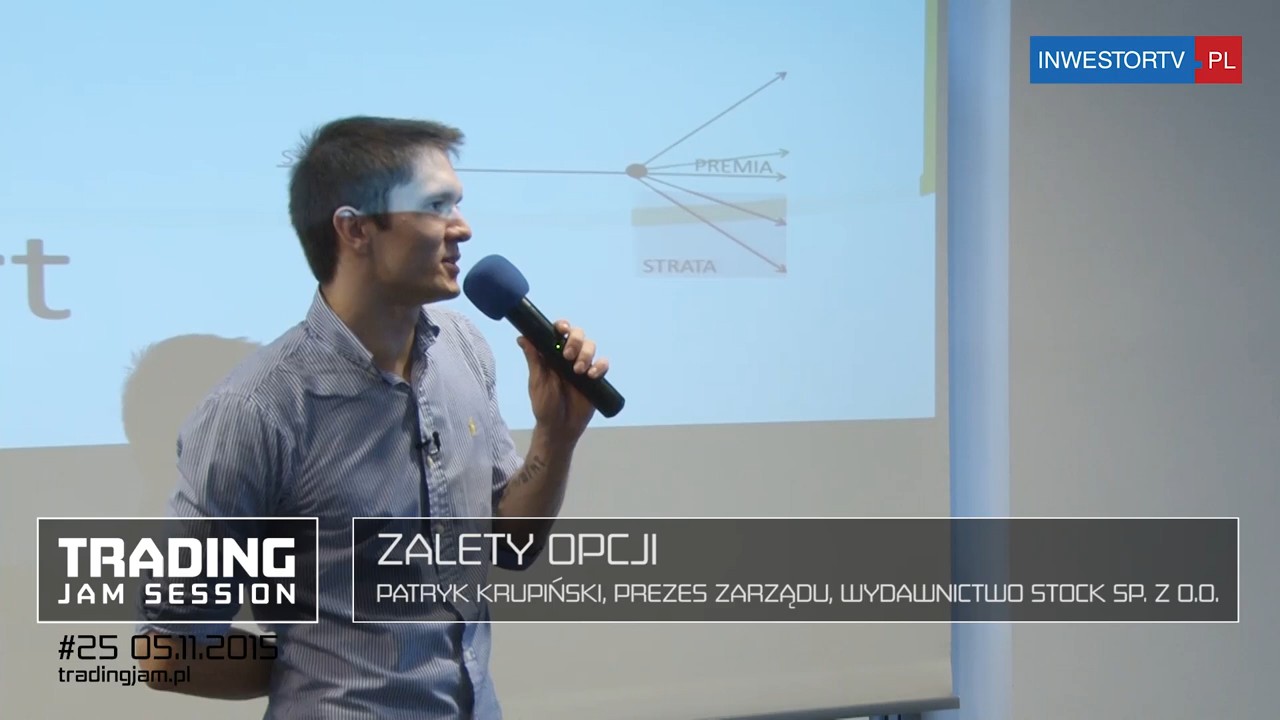 INWESTORTV.PL
PREMIA
STRATA
TRADING
JAM SESSION
ZALETY OPCJI
PATRYK KRUPIŃSKI, PREZES ZARZĄDU, WYDAWNICTWO STOCK SP. Z O.O.
#25 05.11.2015
tradingjam.pl